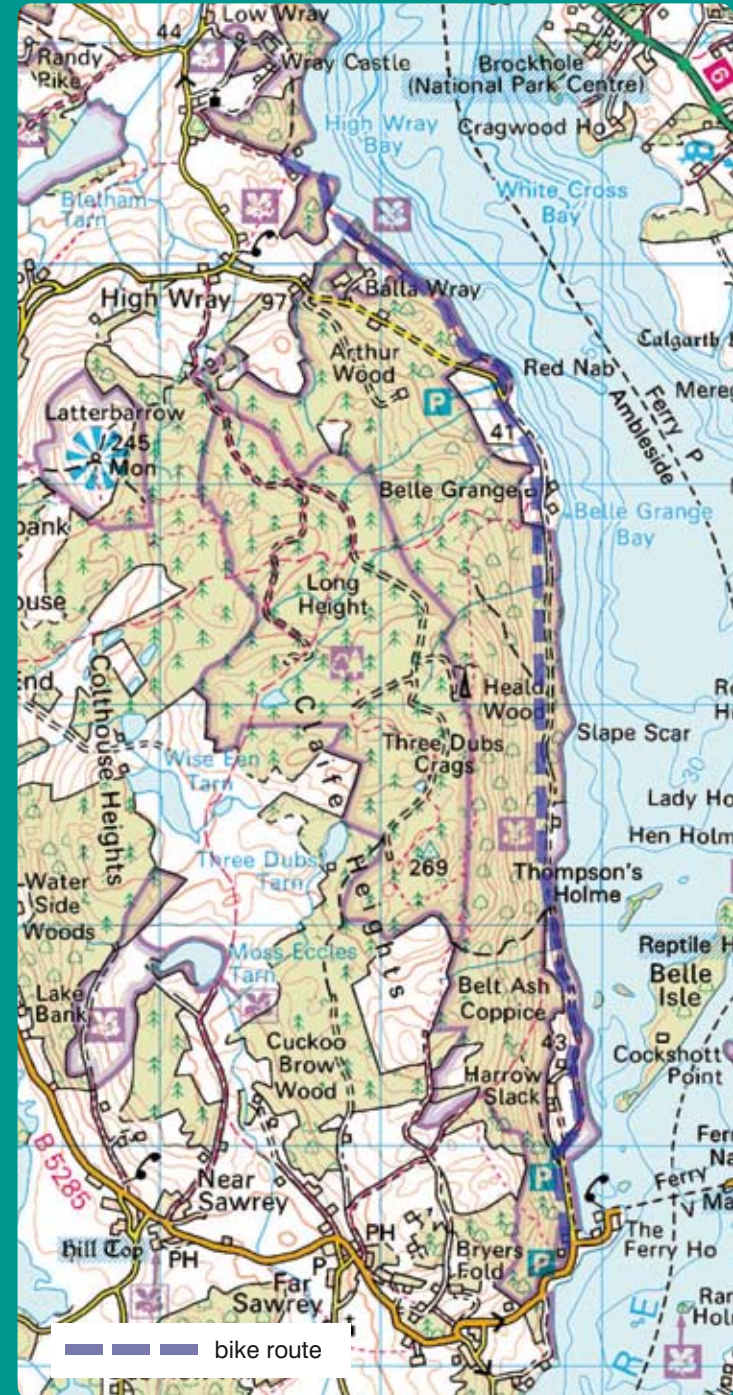 Low Wray
44
Randy
Pike
Wray Castle
Brockhole
(National Park Centre)
6
High Wray
Bay
Cragwood Ho
Blelham
Tarn
White Cross
Bay
High Wray
97
Balla Wray
Calgarth
Arthur
Wood
Red Nab
P
Ferry P
Ambleside
Latterbarrow
245
Mon
41
Belle Grange
Belle Grange
Bay
Long
Height
Colthouse Heights
Claife Heights
Heald
Wood
Slape Scar
Three Dubs
Crags
Wise Een
Tarn
30
Lady Ho
Hen Holm
Three Dubs
Tarn
269
Thompson's
Holme
Water
Side
Woods
Moss Eccles
Tarn
Reptile H
Belle
Isle
Belt Ash
Coppice
Lake
Bank
43
Cuckoo
Brow
Wood
Cockshott
Point
Harrow
Slack
B 5285
Near
Sawrey
P
Ferry V
The
Ferry Ho
Hill Top
PH
PH
P
Bryers
Fold
P
Far
Sawrey
R E
bike route